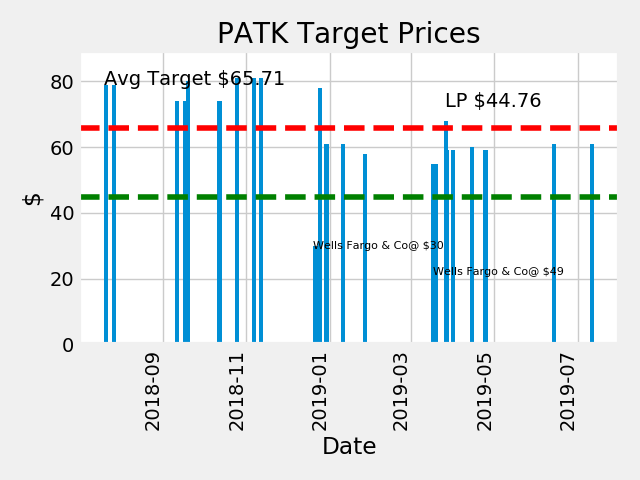 PATK Target Prices
Avg Target $65.71
LP $44.76
80
60
40
20
0
$
Wells Fargo & Co@ $30
Wells Fargo & Co@ $49
2018-09
2018-11
2019-01
2019-03
2019-05
2019-07
Date